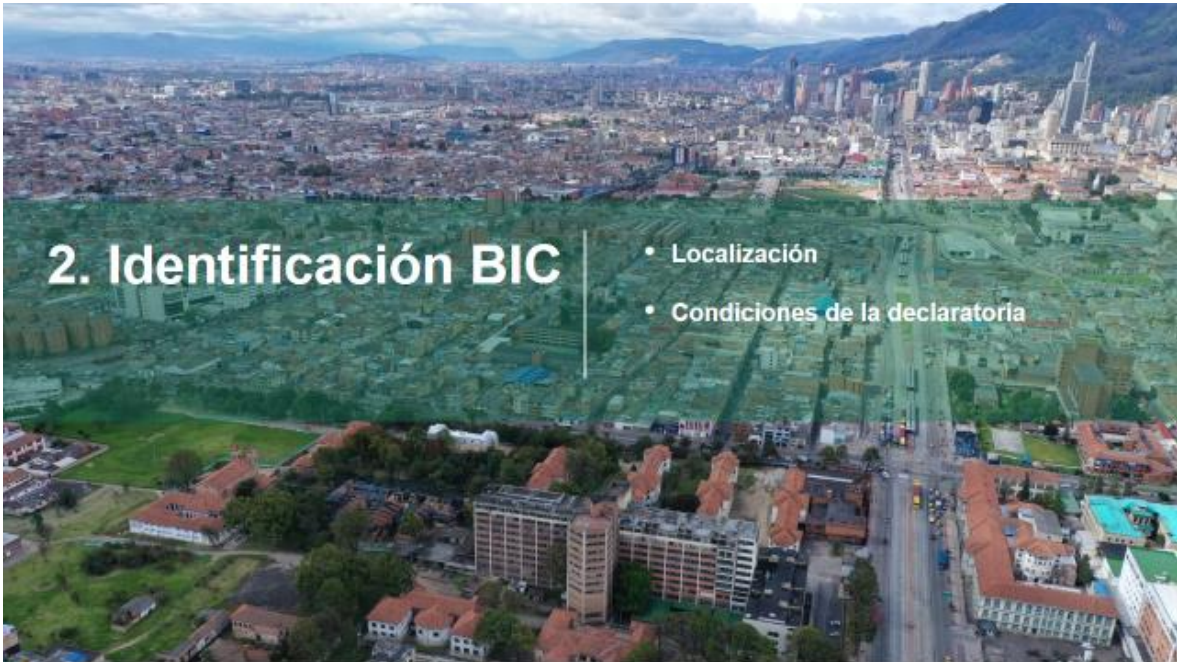 2. Identificación BIC
• Localización
• Condiciones de la declaratoria